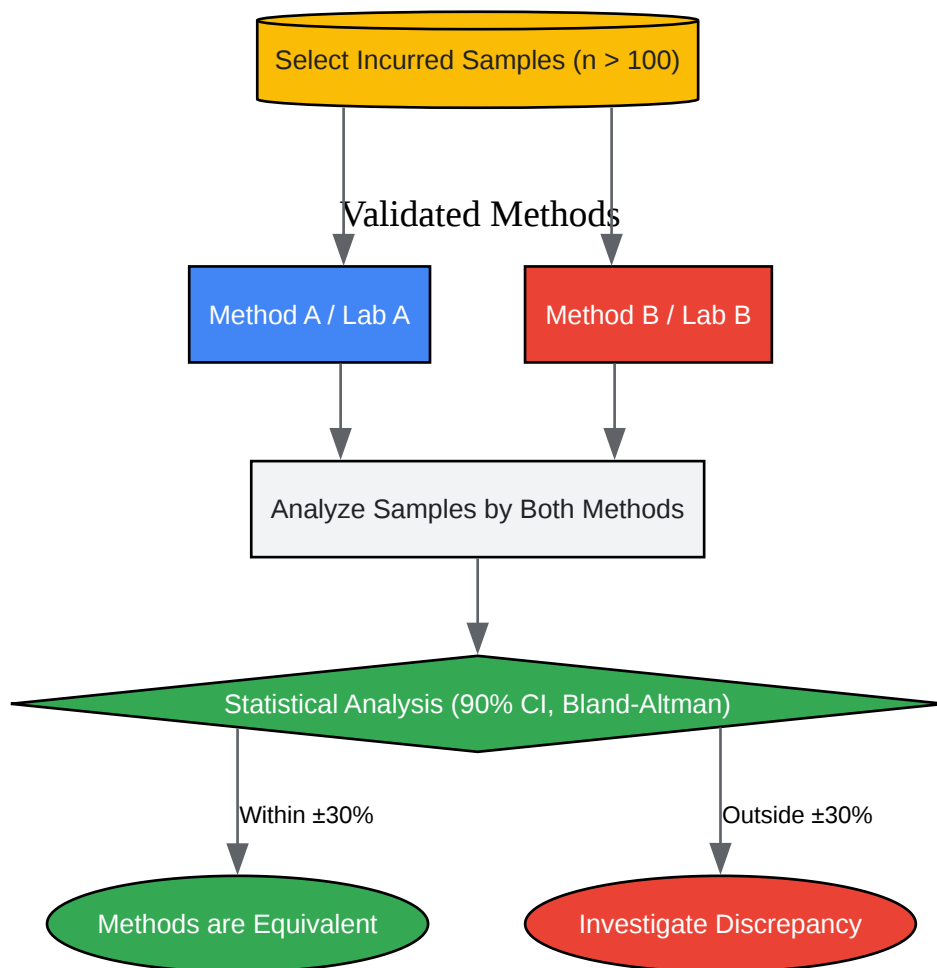 Select Incurred Samples (n > 100)
Validated Methods
Method A / Lab A
Method B / Lab B
Analyze Samples by Both Methods
Statistical Analysis (90% CI, Bland-Altman)
Within ±30%
Outside ±30%
Methods are Equivalent
Investigate Discrepancy